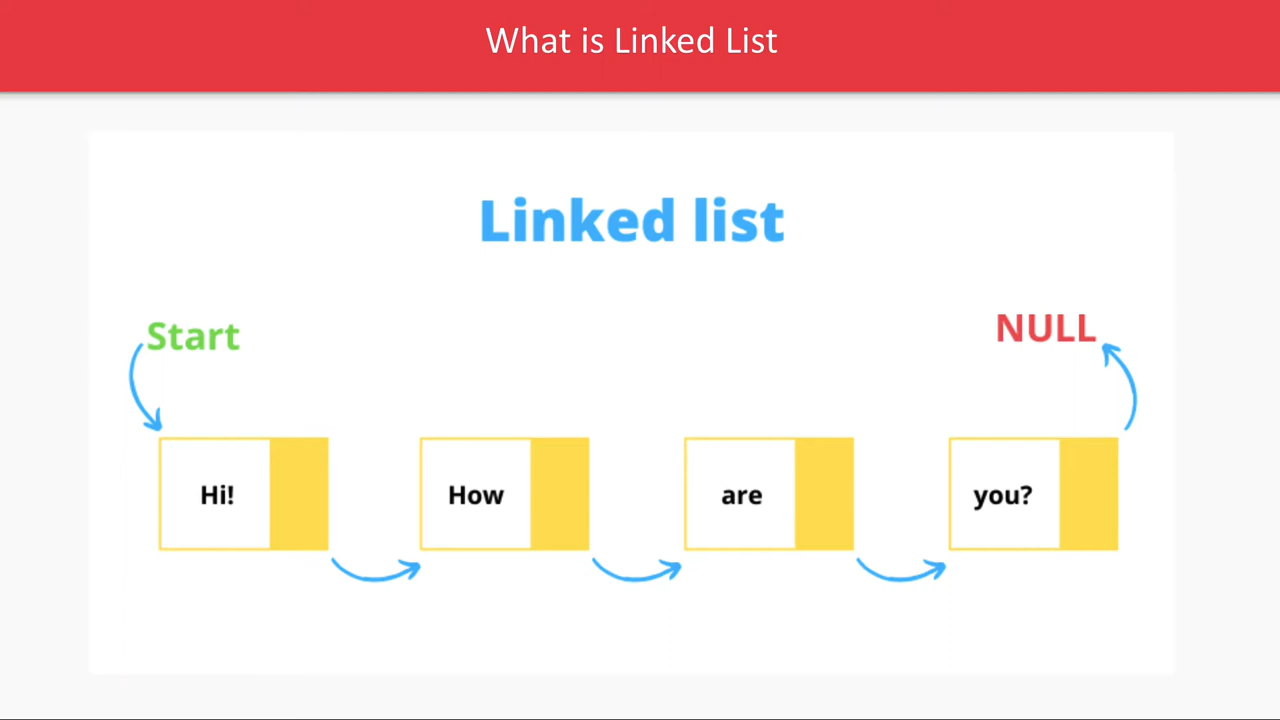 What is Linked List
Linked list
Start
NULL
Hi!
How
are
you?